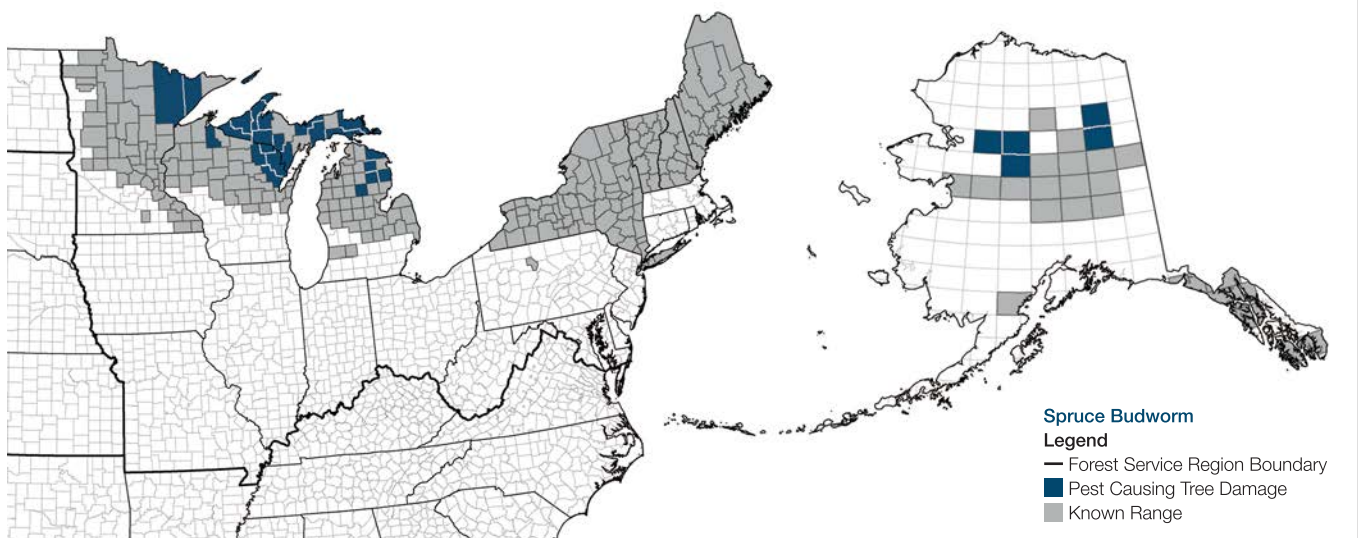 Spruce Budworm
Legend
Forest Service Region Boundary
Pest Causing Tree Damage
Known Range